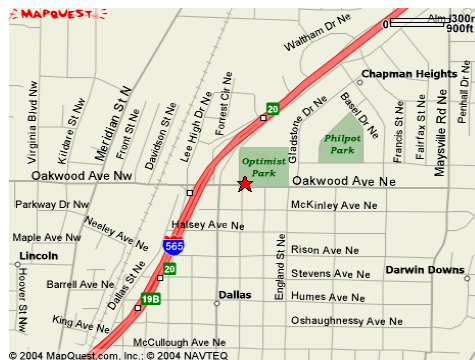 MAPQUEST
Alm 300m
0 900ft
Waltham Dr Ne
Chapman Heights
Penhall Dr Ne
Virginia Blvd Nw
Kildare St Nw
Meridian St N
Front St Ne
Davidson St Ne
Lee High Dr Ne
Forrest Cir Ne
20
Gladstone Dr Ne
Basel Dr Ne
Philpot
Park
Francis St Ne
Fairfax St Ne
Maysville Rd Ne
Optimist
Park
Oakwood Ave Nw
Oakwood Ave Ne
Parkway Dr Nw
McKinley Ave Ne
Neeley Ave Ne
Halsey Ave Ne
Maple Ave Nw
565
Rison Ave Ne
Lincoln
20
Stevens Ave Ne
Darwin Downs
Barrell Ave Ne
Dallas St Ne
England St Ne
Hoover St Nw
19B
Dallas
Humes Ave Ne
King Ave Ne
Oshaughnessy Ave Ne
McCullough Ave Ne
© 2004 MapQuest.com, Inc.; © 2004 NAVTEQ